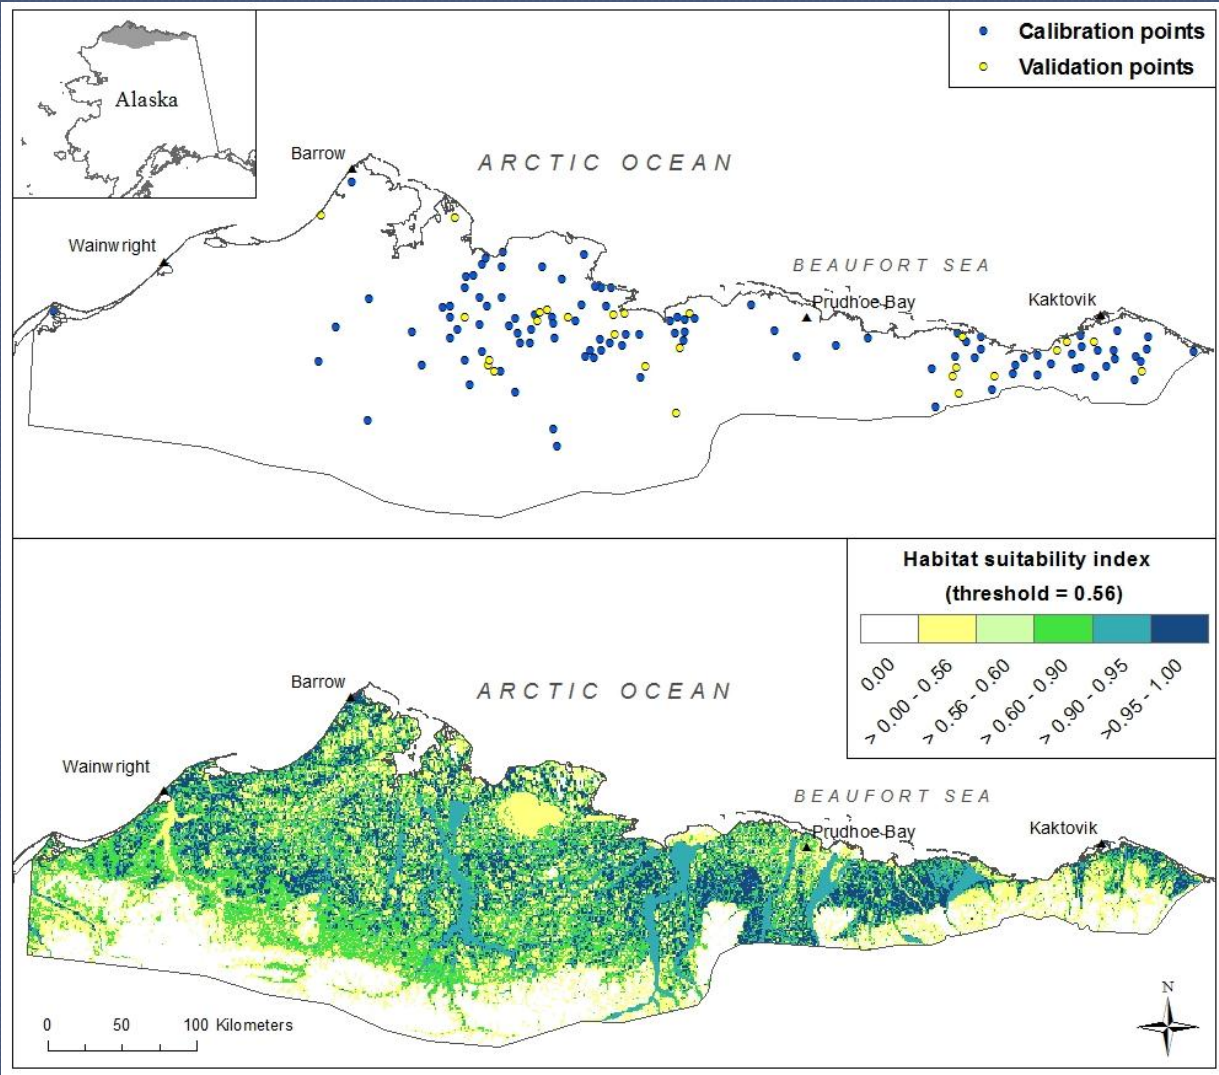 Alaska
Calibration points
Validation points
Barrow
ARCTIC OCEAN
Wainwright
BEAUFORT SEA
Prudhoe Bay
Kaktovik
Habitat suitability index
(threshold = 0.56)
0.00
> 0.00 - 0.56
> 0.56 - 0.60
> 0.60 - 0.90
> 0.90 - 0.95
>0.95 - 1.00
Barrow
ARCTIC OCEAN
Wainwright
BEAUFORT SEA
Prudhoe Bay
Kaktovik
N
0 50 100 Kilometers